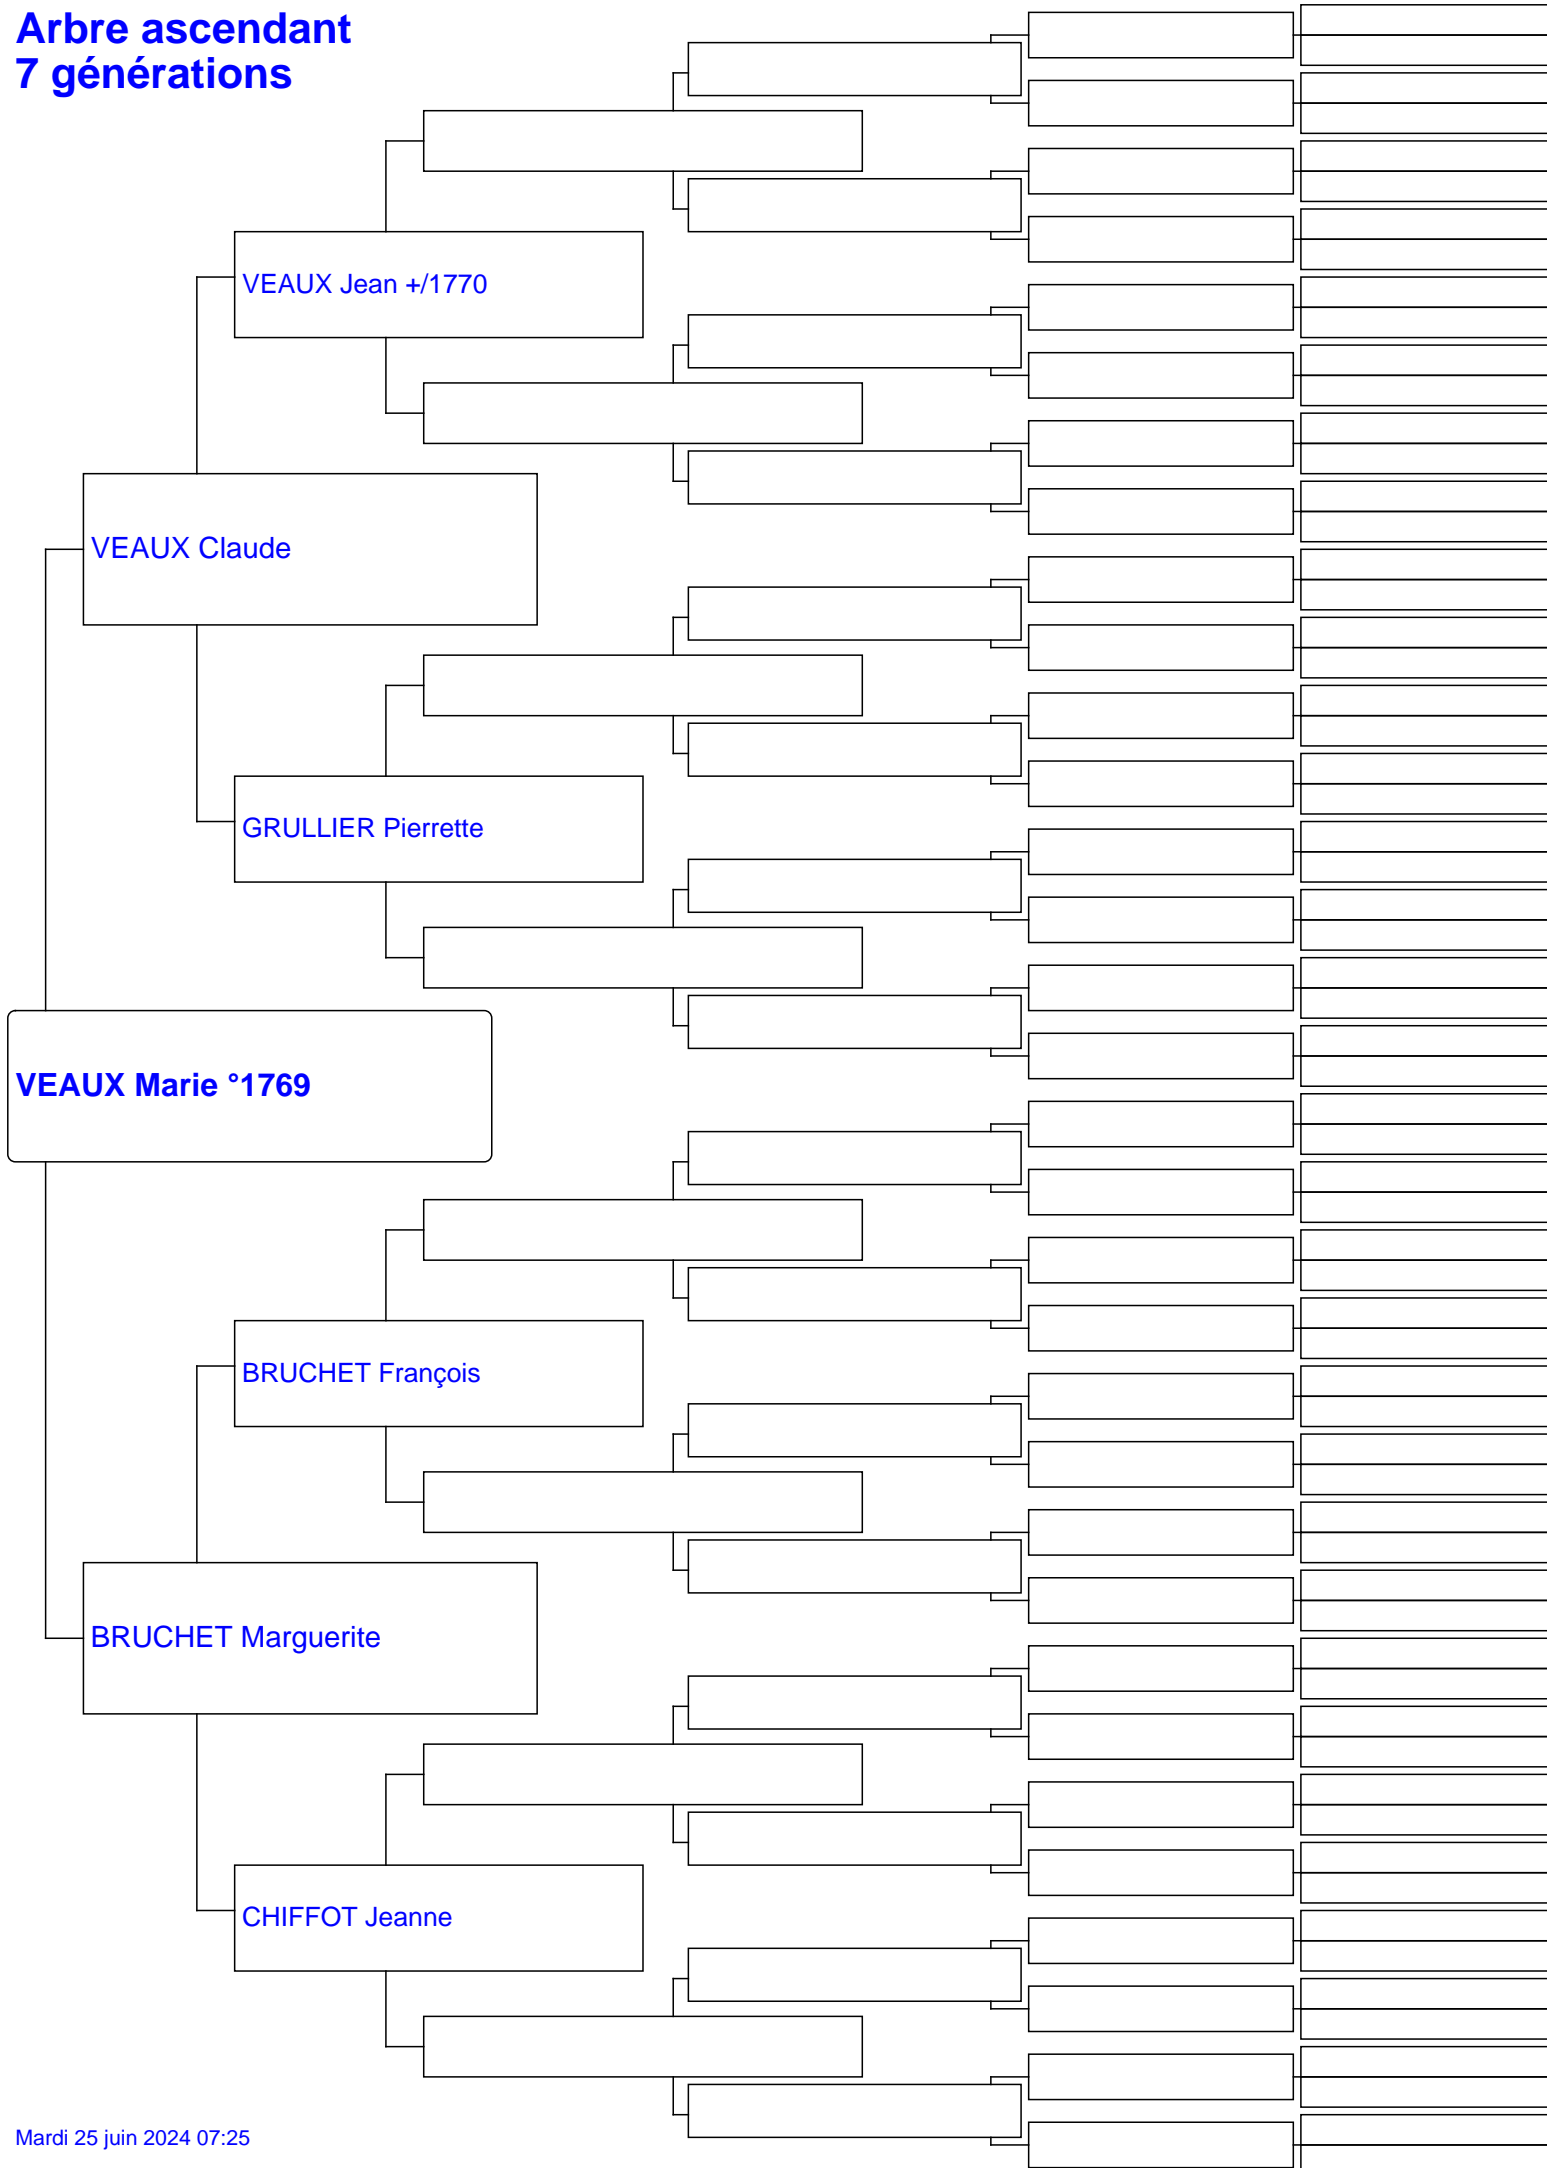 Arbre ascendant
7 générations
VEAUX Jean +/1770
VEAUX Claude
GRULLIER Pierrette
VEAUX Marie °1769
BRUCHET François
BRUCHET Marguerite
CHIFFOT Jeanne
Mardi 25 juin 2024 07:25